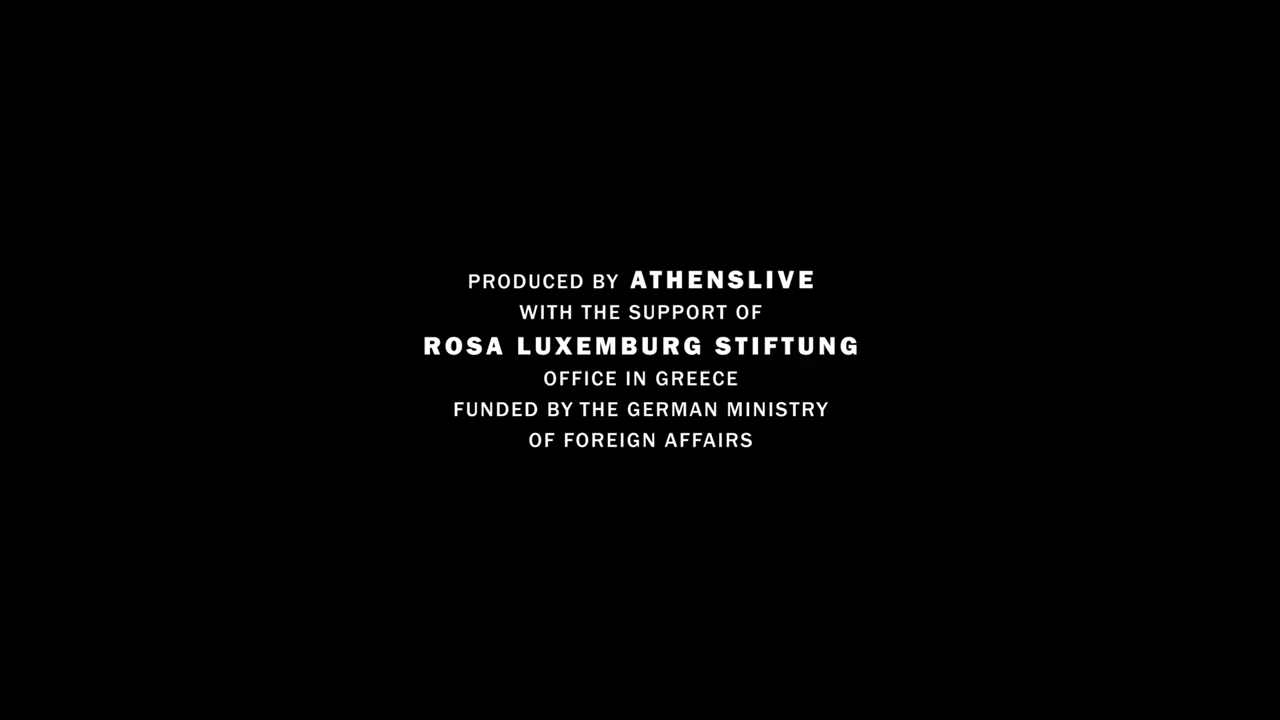 PRODUCED BY ATHENSLIVE
WITH THE SUPPORT OF
ROSA LUXEMBURG STIFTUNG
OFFICE IN GREECE
FUNDED BY THE GERMAN MINISTRY
OF FOREIGN AFFAIRS